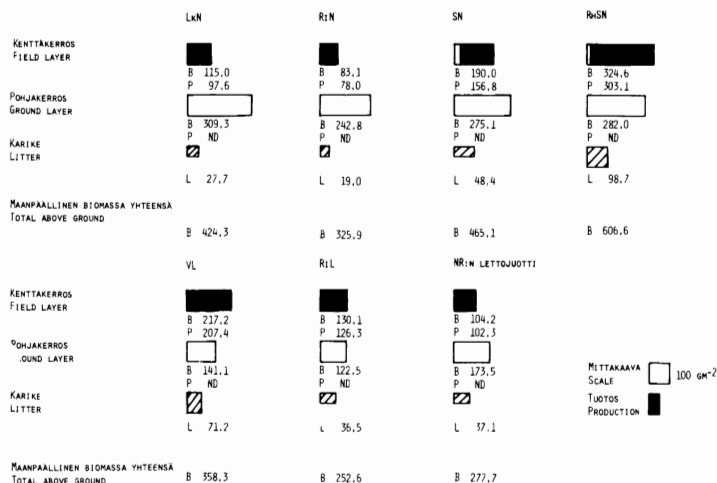 LkN RiN SN RhSN
KENTTÄKERROS
FIELD LAYER
B 115.0 B 83.1 B 190.0 B 324.6
P 97.6 P 78.0 P 156.8 P 303.1
POHJAKERROS
GROUND LAYER
B 309.3 B 242.8 B 275.1 B 282.0
P ND P ND P ND P ND
KARIKE
LITTER
L 27.7 L 19.0 L 48.4 L 98.7
MAANPÄÄLLINEN BIOMASSA YHTEENSÄ
TOTAL ABOVE GROUND
B 424.3 B 325.9 B 465.1 B 606.6
VL RiL NR:N LETTOJUOTTI
KENTTÄKERROS
FIELD LAYER
B 217.2 B 130.1 B 104.2
P 207.4 P 126.3 P 102.3
POHJAKERROS
OUND LAYER
B 141.1 B 122.5 B 173.5
P ND P ND P ND
MITTAKAAVA
SCALE
100 GM⁻²
TUOTOS
PRODUCTION
KARIKE
LITTER
L 71.2 L 36.5 L 37.1
MAANPÄÄLLINEN BIOMASSA YHTEENSÄ
TOTAL ABOVE GROUND
B 358.3 B 252.6 B 277.7